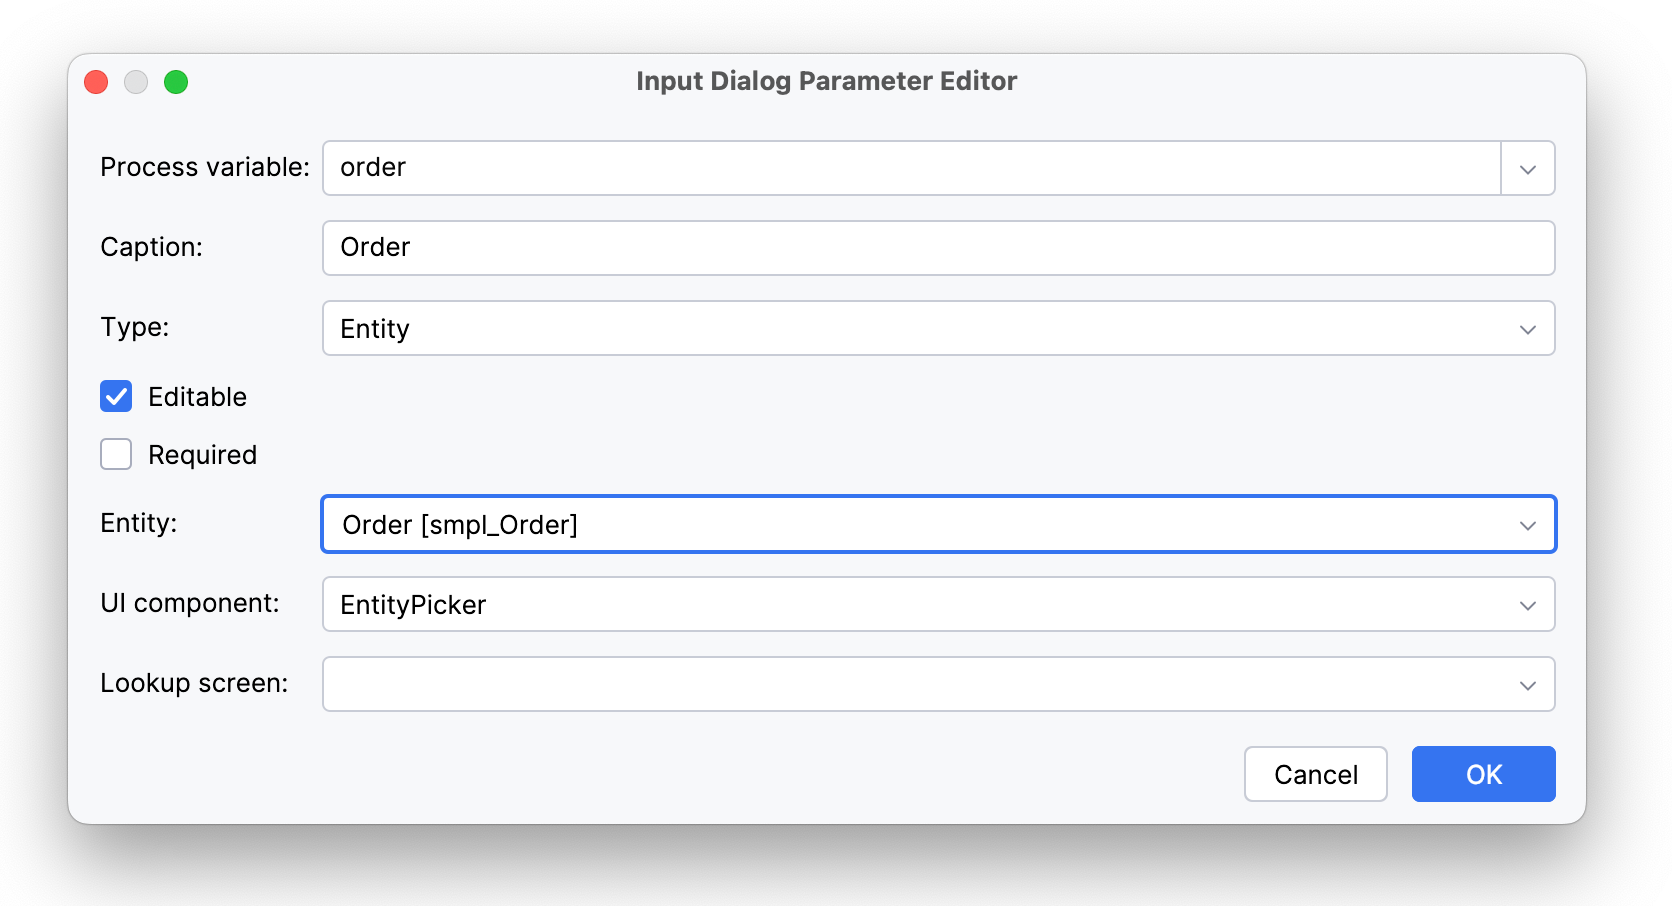 Input Dialog Parameter Editor
Process variable: order
Caption: Order
Type: Entity
Editable
Required
Entity: Order [smpl_Order]
UI component: EntityPicker
Lookup screen:
Cancel OK